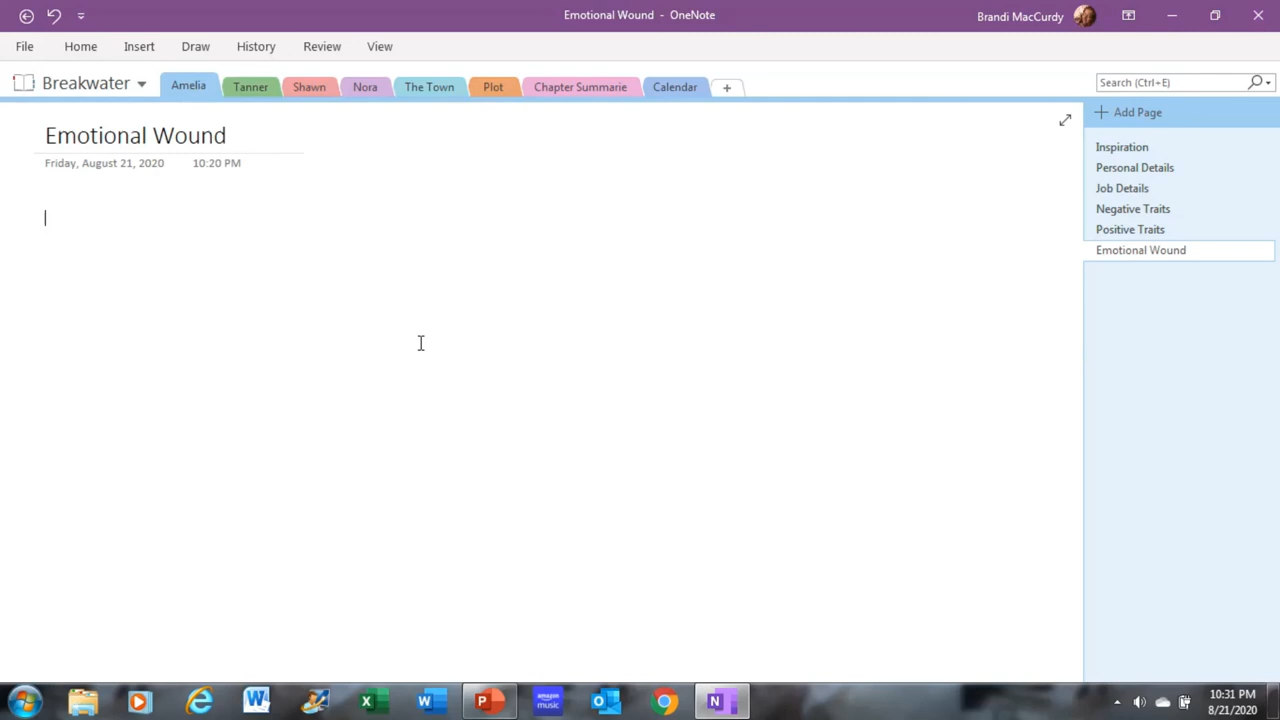 Emotional Wound - OneNote
Brandi MacCurdy
File Home Insert Draw History Review View
Breakwater Amelia Tanner Shawn Nora The Town Plot Chapter Summarie Calendar +
Search (Ctrl+E)
Add Page
Emotional Wound
Friday, August 21, 2020 10:20 PM
Inspiration
Personal Details
Job Details
Negative Traits
Positive Traits
Emotional Wound
amazon
music
10:31 PM
8/21/2020